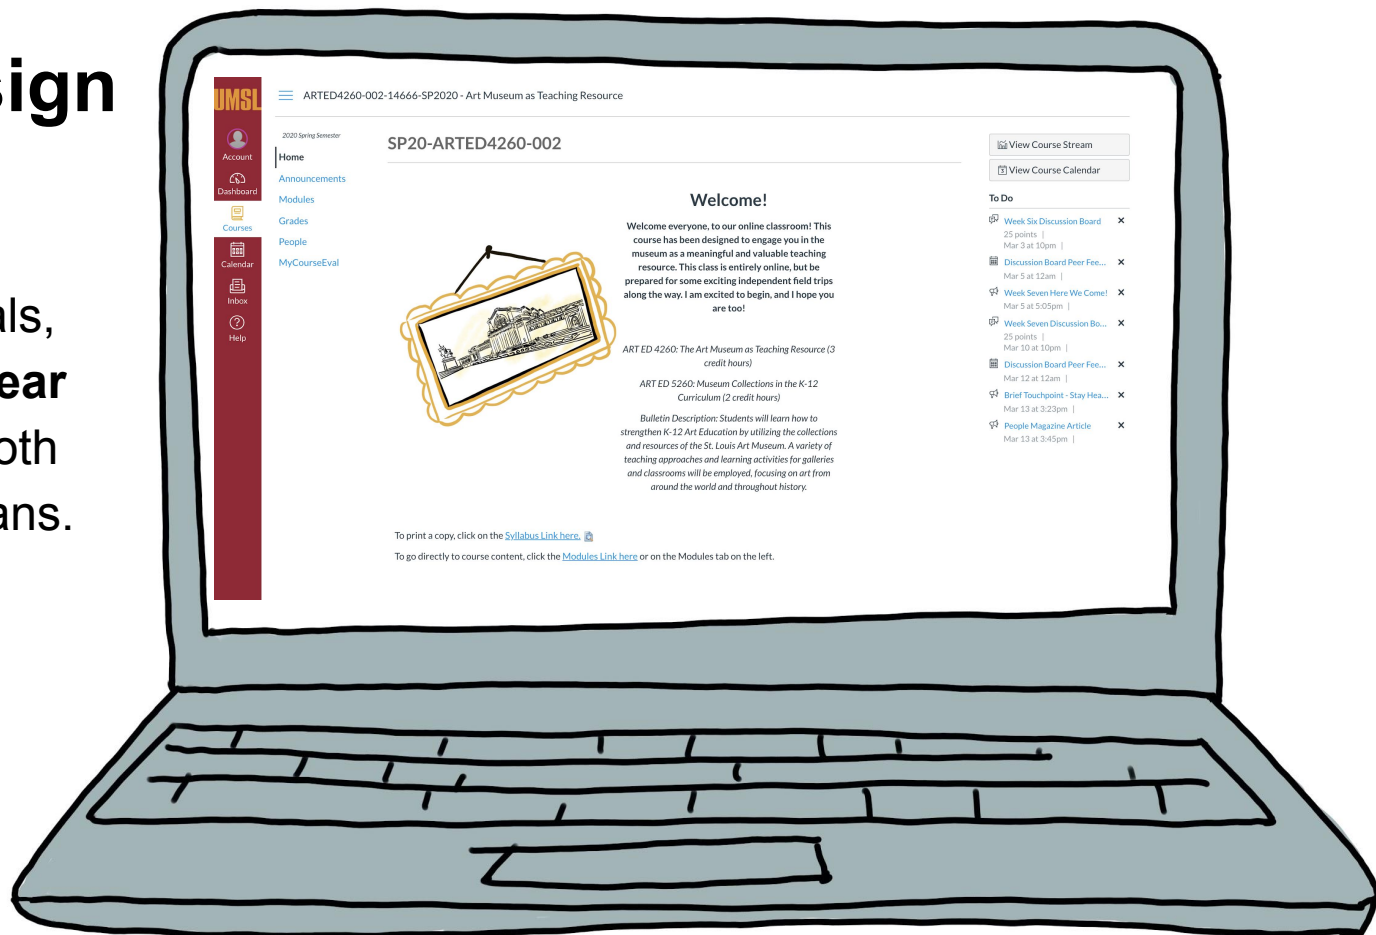 sign
als,
ear
oth
ans.
UMSL
Account
Dashboard
Courses
Calendar
Inbox
Help
ARTED4260-002-14666-SP2020 - Art Museum as Teaching Resource
2020 Spring Semester
Home
Announcements
Modules
Grades
People
MyCourseEval
SP20-ARTED4260-002
Welcome!
Welcome everyone, to our online classroom! This
course has been designed to engage you in the
museum as a meaningful and valuable teaching
resource. This class is entirely online, but be
prepared for some exciting independent field trips
along the way. I am excited to begin, and I hope you
are too!
ART ED 4260: The Art Museum as Teaching Resource (3
credit hours)
ART ED 5260: Museum Collections in the K-12
Curriculum (2 credit hours)
Bulletin Description: Students will learn how to
strengthen K-12 Art Education by utilizing the collections
and resources of the St. Louis Art Museum. A variety of
teaching approaches and learning activities for galleries
and classrooms will be employed, focusing on art from
around the world and throughout history.
To print a copy, click on the Syllabus Link here.
To go directly to course content, click the Modules Link here or on the Modules tab on the left.
View Course Stream
View Course Calendar
To Do
Week Six Discussion Board
25 points |
Mar 3 at 10pm |
Discussion Board Peer Fee...
Mar 5 at 12am |
Week Seven Here We Come!
Mar 5 at 5:05pm |
Week Seven Discussion Bo...
25 points |
Mar 10 at 10pm |
Discussion Board Peer Fee...
Mar 12 at 12am |
Brief Touchpoint - Stay Hea...
Mar 13 at 3:23pm |
People Magazine Article
Mar 13 at 3:45pm |